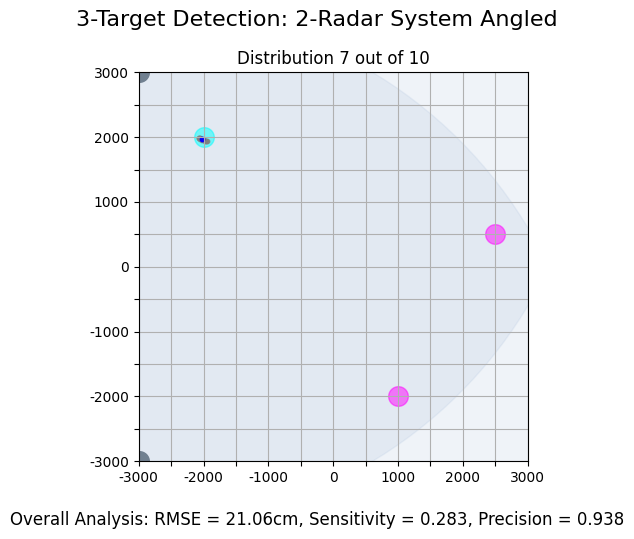 3-Target Detection: 2-Radar System Angled
Distribution 7 out of 10
3000
2000
1000
0
-1000
-2000
-3000
-3000 -2000 -1000 0 1000 2000 3000
Overall Analysis: RMSE = 21.06cm, Sensitivity = 0.283, Precision = 0.938